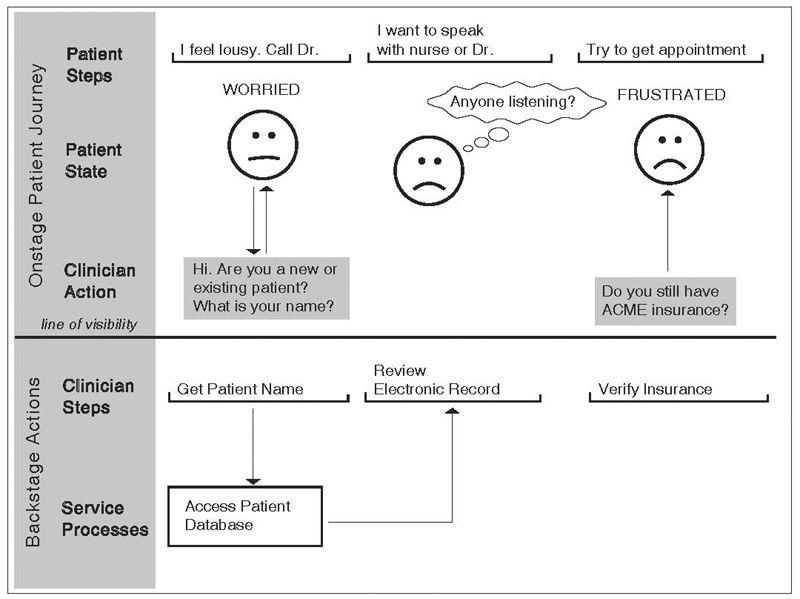 Onstage Patient Journey
Patient
Steps
I feel lousy. Call Dr.
I want to speak
with nurse or Dr.
Try to get appointment
Patient
State
WORRIED
Anyone listening?
FRUSTRATED
Clinician
Action
Hi. Are you a new or
existing patient?
What is your name?
Do you still have
ACME insurance?
line of visibility
Backstage Actions
Clinician
Steps
Get Patient Name
Review
Electronic Record
Verify Insurance
Service
Processes
Access Patient
Database